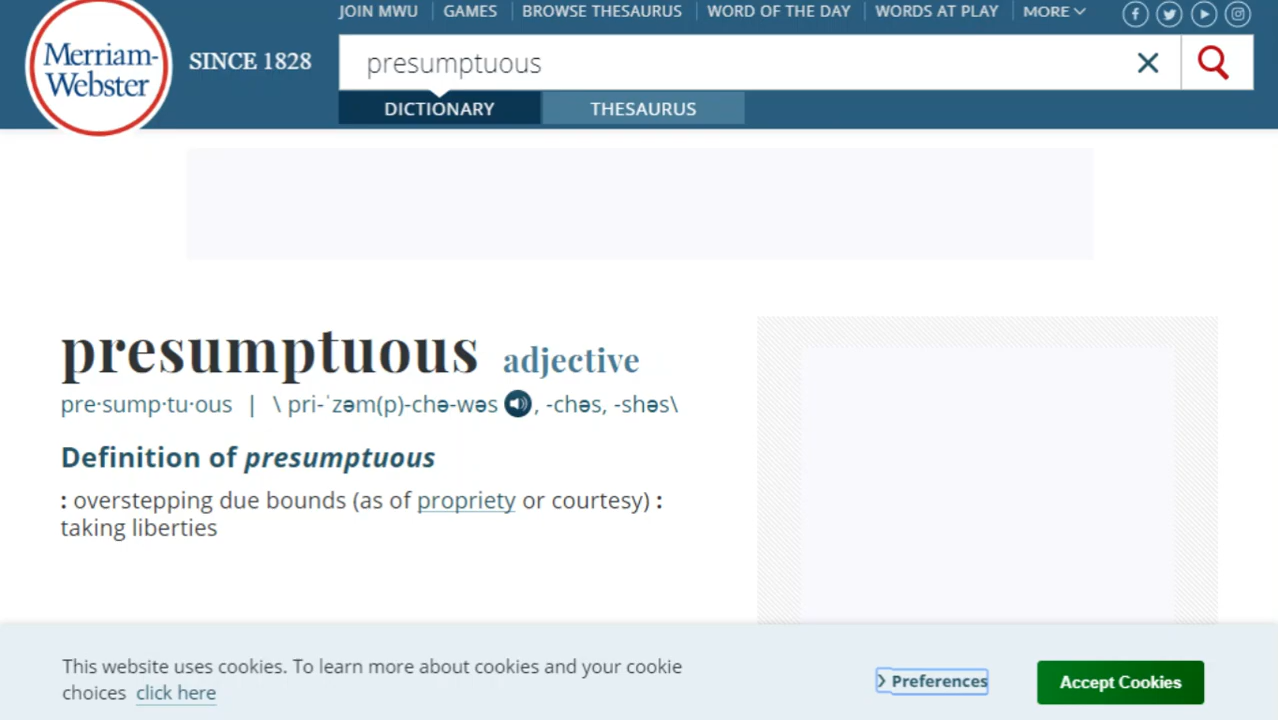 JOIN MWU GAMES BROWSE THESAURUS WORD OF THE DAY WORDS AT PLAY MORE
Merriam-
Webster
SINCE 1828
presumptuous
DICTIONARY THESAURUS
presumptuous adjective
pre·sump·tu·ous | \ pri-ˈzəm(p)-chə-wəs , -chəs, -shəs\
Definition of presumptuous
: overstepping due bounds (as of propriety or courtesy) :
taking liberties
This website uses cookies. To learn more about cookies and your cookie
choices click here
Preferences
Accept Cookies